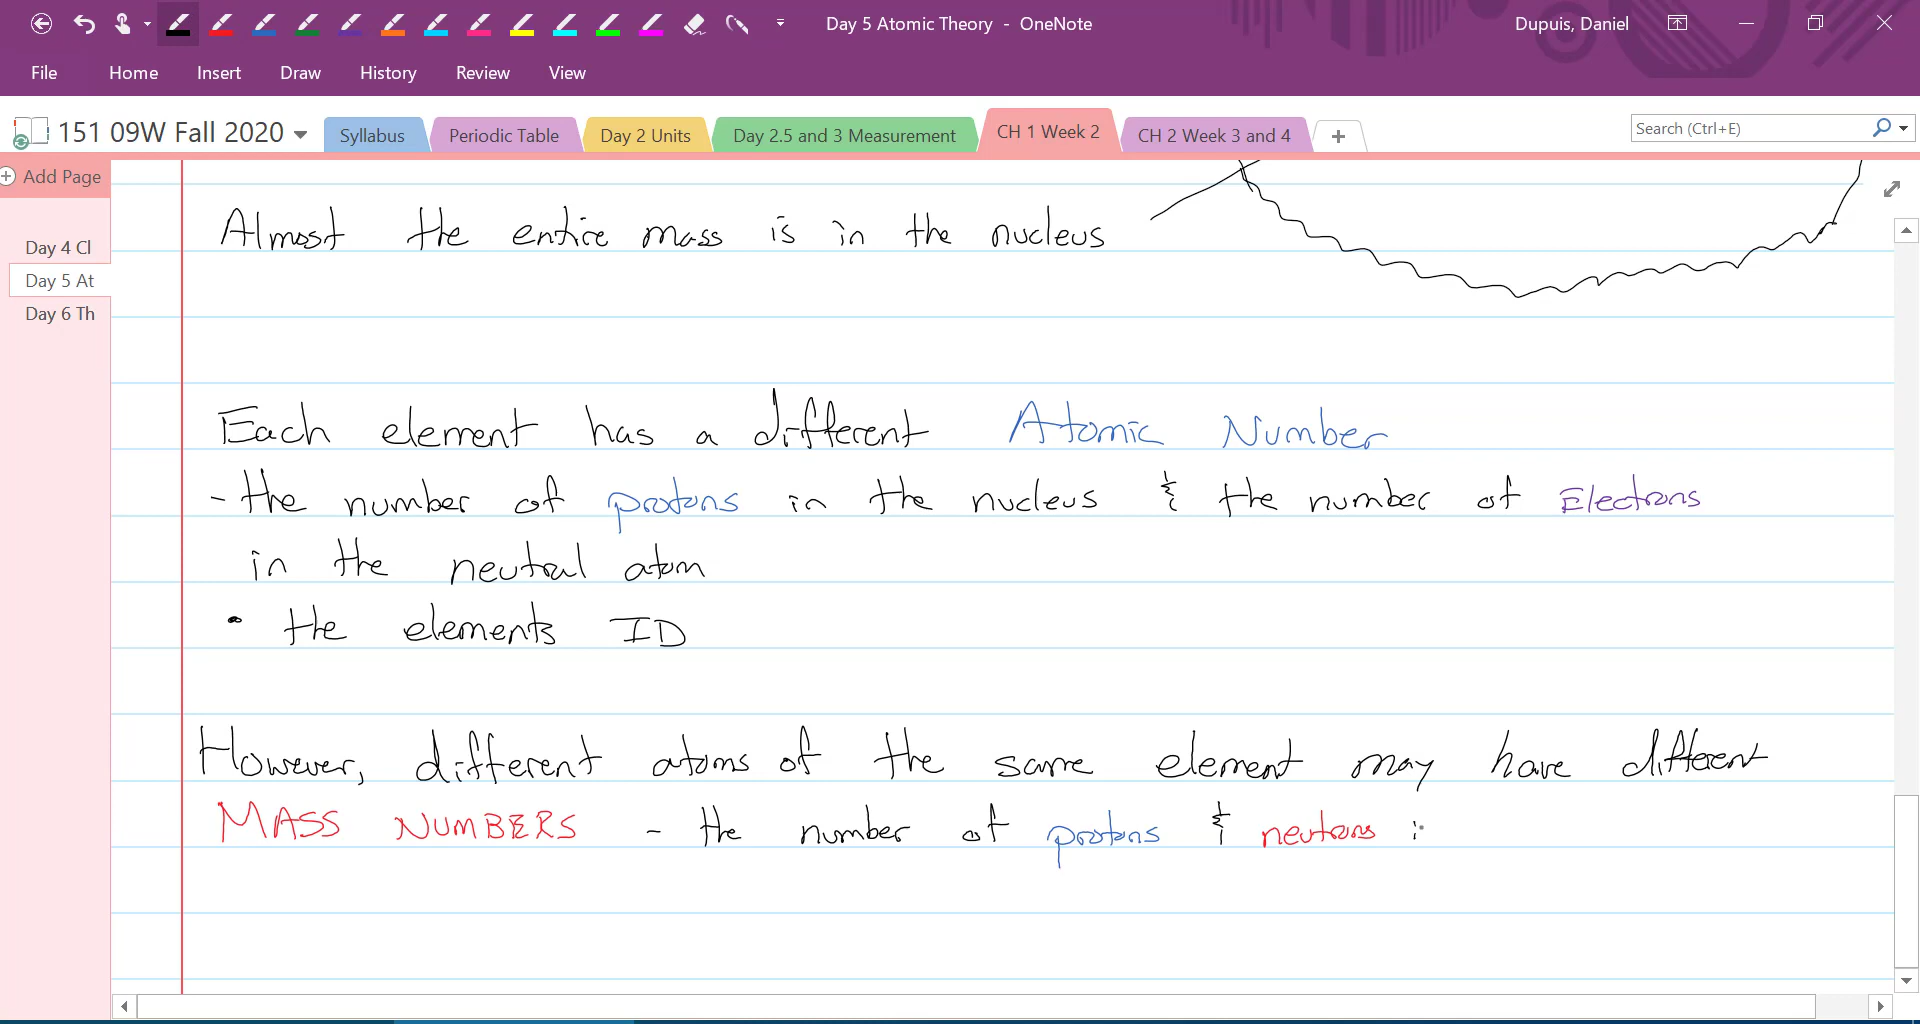 Day 5 Atomic Theory - OneNote
Dupuis, Daniel
File Home Insert Draw History Review View
151 09W Fall 2020
Syllabus Periodic Table Day 2 Units Day 2.5 and 3 Measurement CH 1 Week 2 CH 2 Week 3 and 4 +
Search (Ctrl+E)
Add Page
Day 4 Cl
Day 5 At
Day 6 Th
Almost the entire mass is in the nucleus
Each element has a different Atomic Number
- the number of protons in the nucleus & the number of Electrons
in the neutral atom
• the elements ID
However, different atoms of the same element may have different
MASS NUMBERS - the number of protons & neutrons